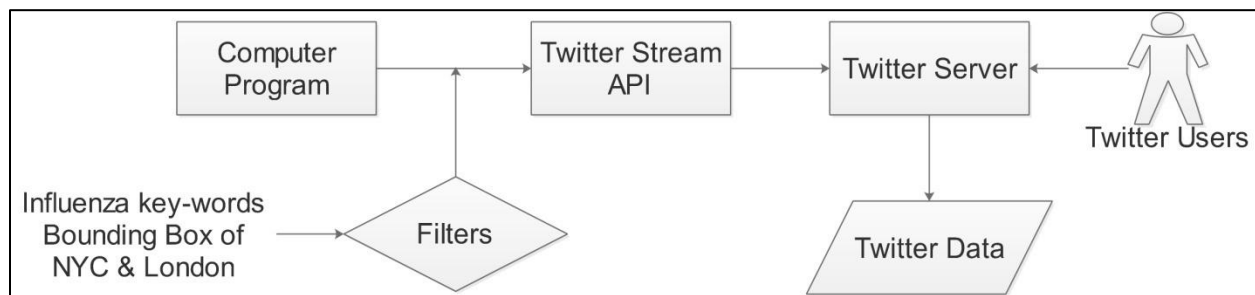 Computer
Program
Twitter Stream
API
Twitter Server
Twitter Users
Influenza key-words
Bounding Box of
NYC & London
Filters
Twitter Data